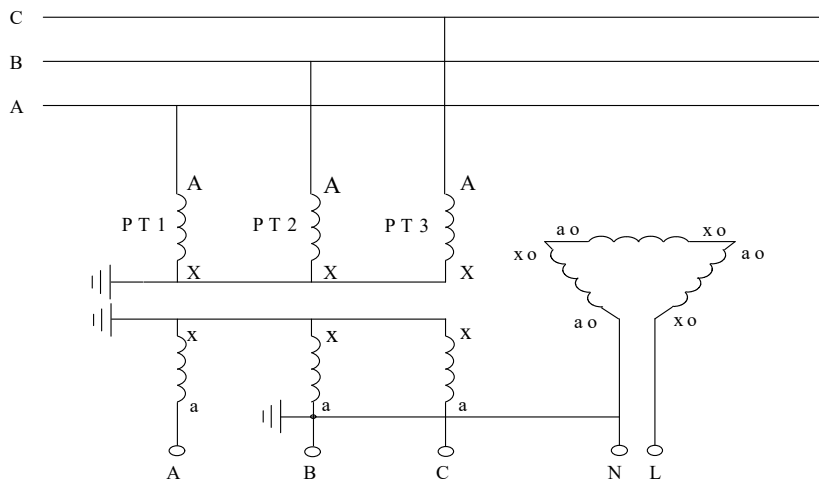 C
B
A
A A A
PT1 PT2 PT3
X X X
ao xo
xo ao
ao xo
x x x
a a a
A B C N L